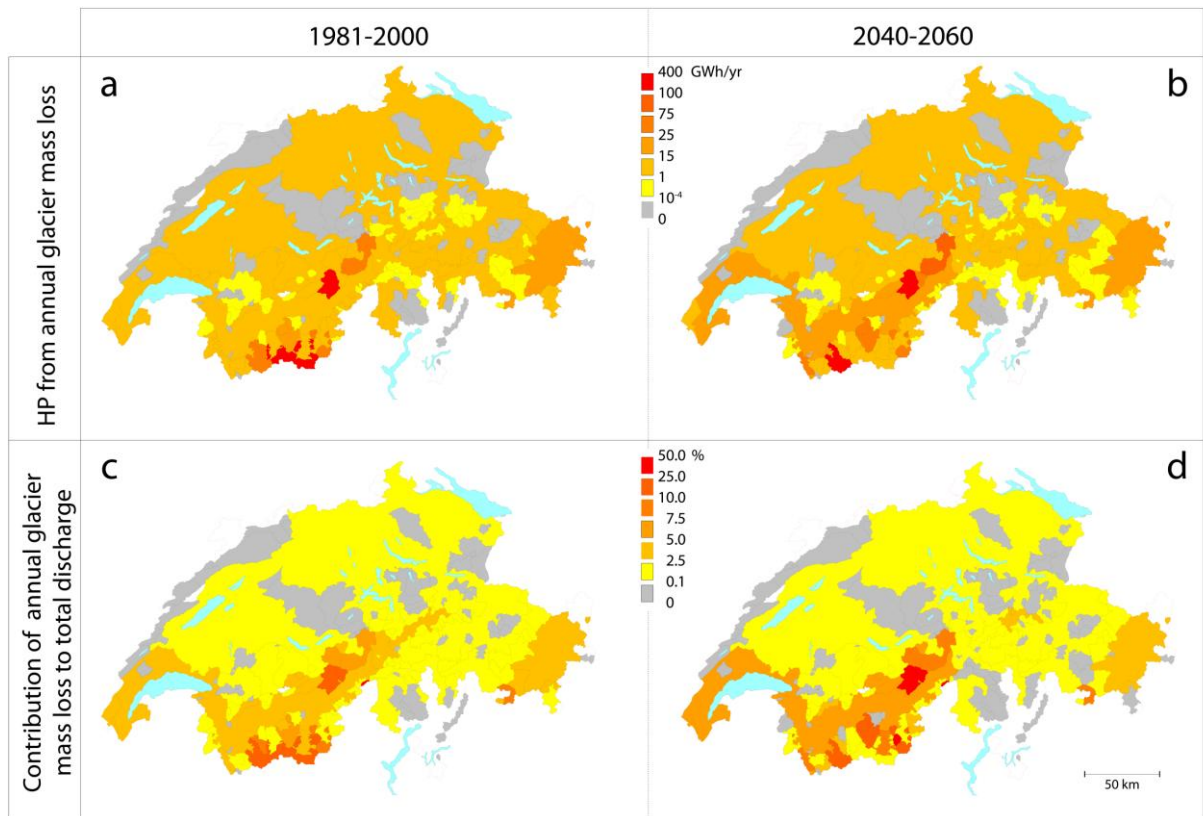 1981-2000
2040-2060
HP from annual glacier mass loss
a
400 GWh/yr
100
75
25
15
1
10⁻⁴
0
b
Contribution of annual glacier
mass loss to total discharge
c
50.0 %
25.0
10.0
7.5
5.0
2.5
0.1
0
d
50 km